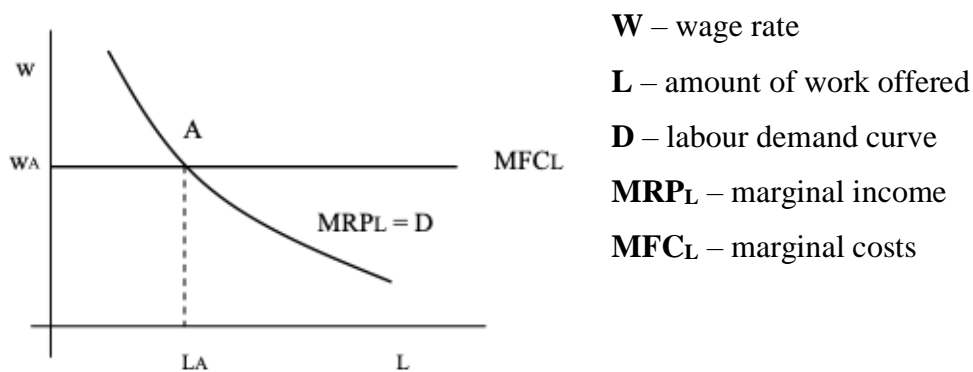 W
WA
A
MFCL
MRPL = D
LA
L
W – wage rate
L – amount of work offered
D – labour demand curve
MRPL – marginal income
MFCL – marginal costs